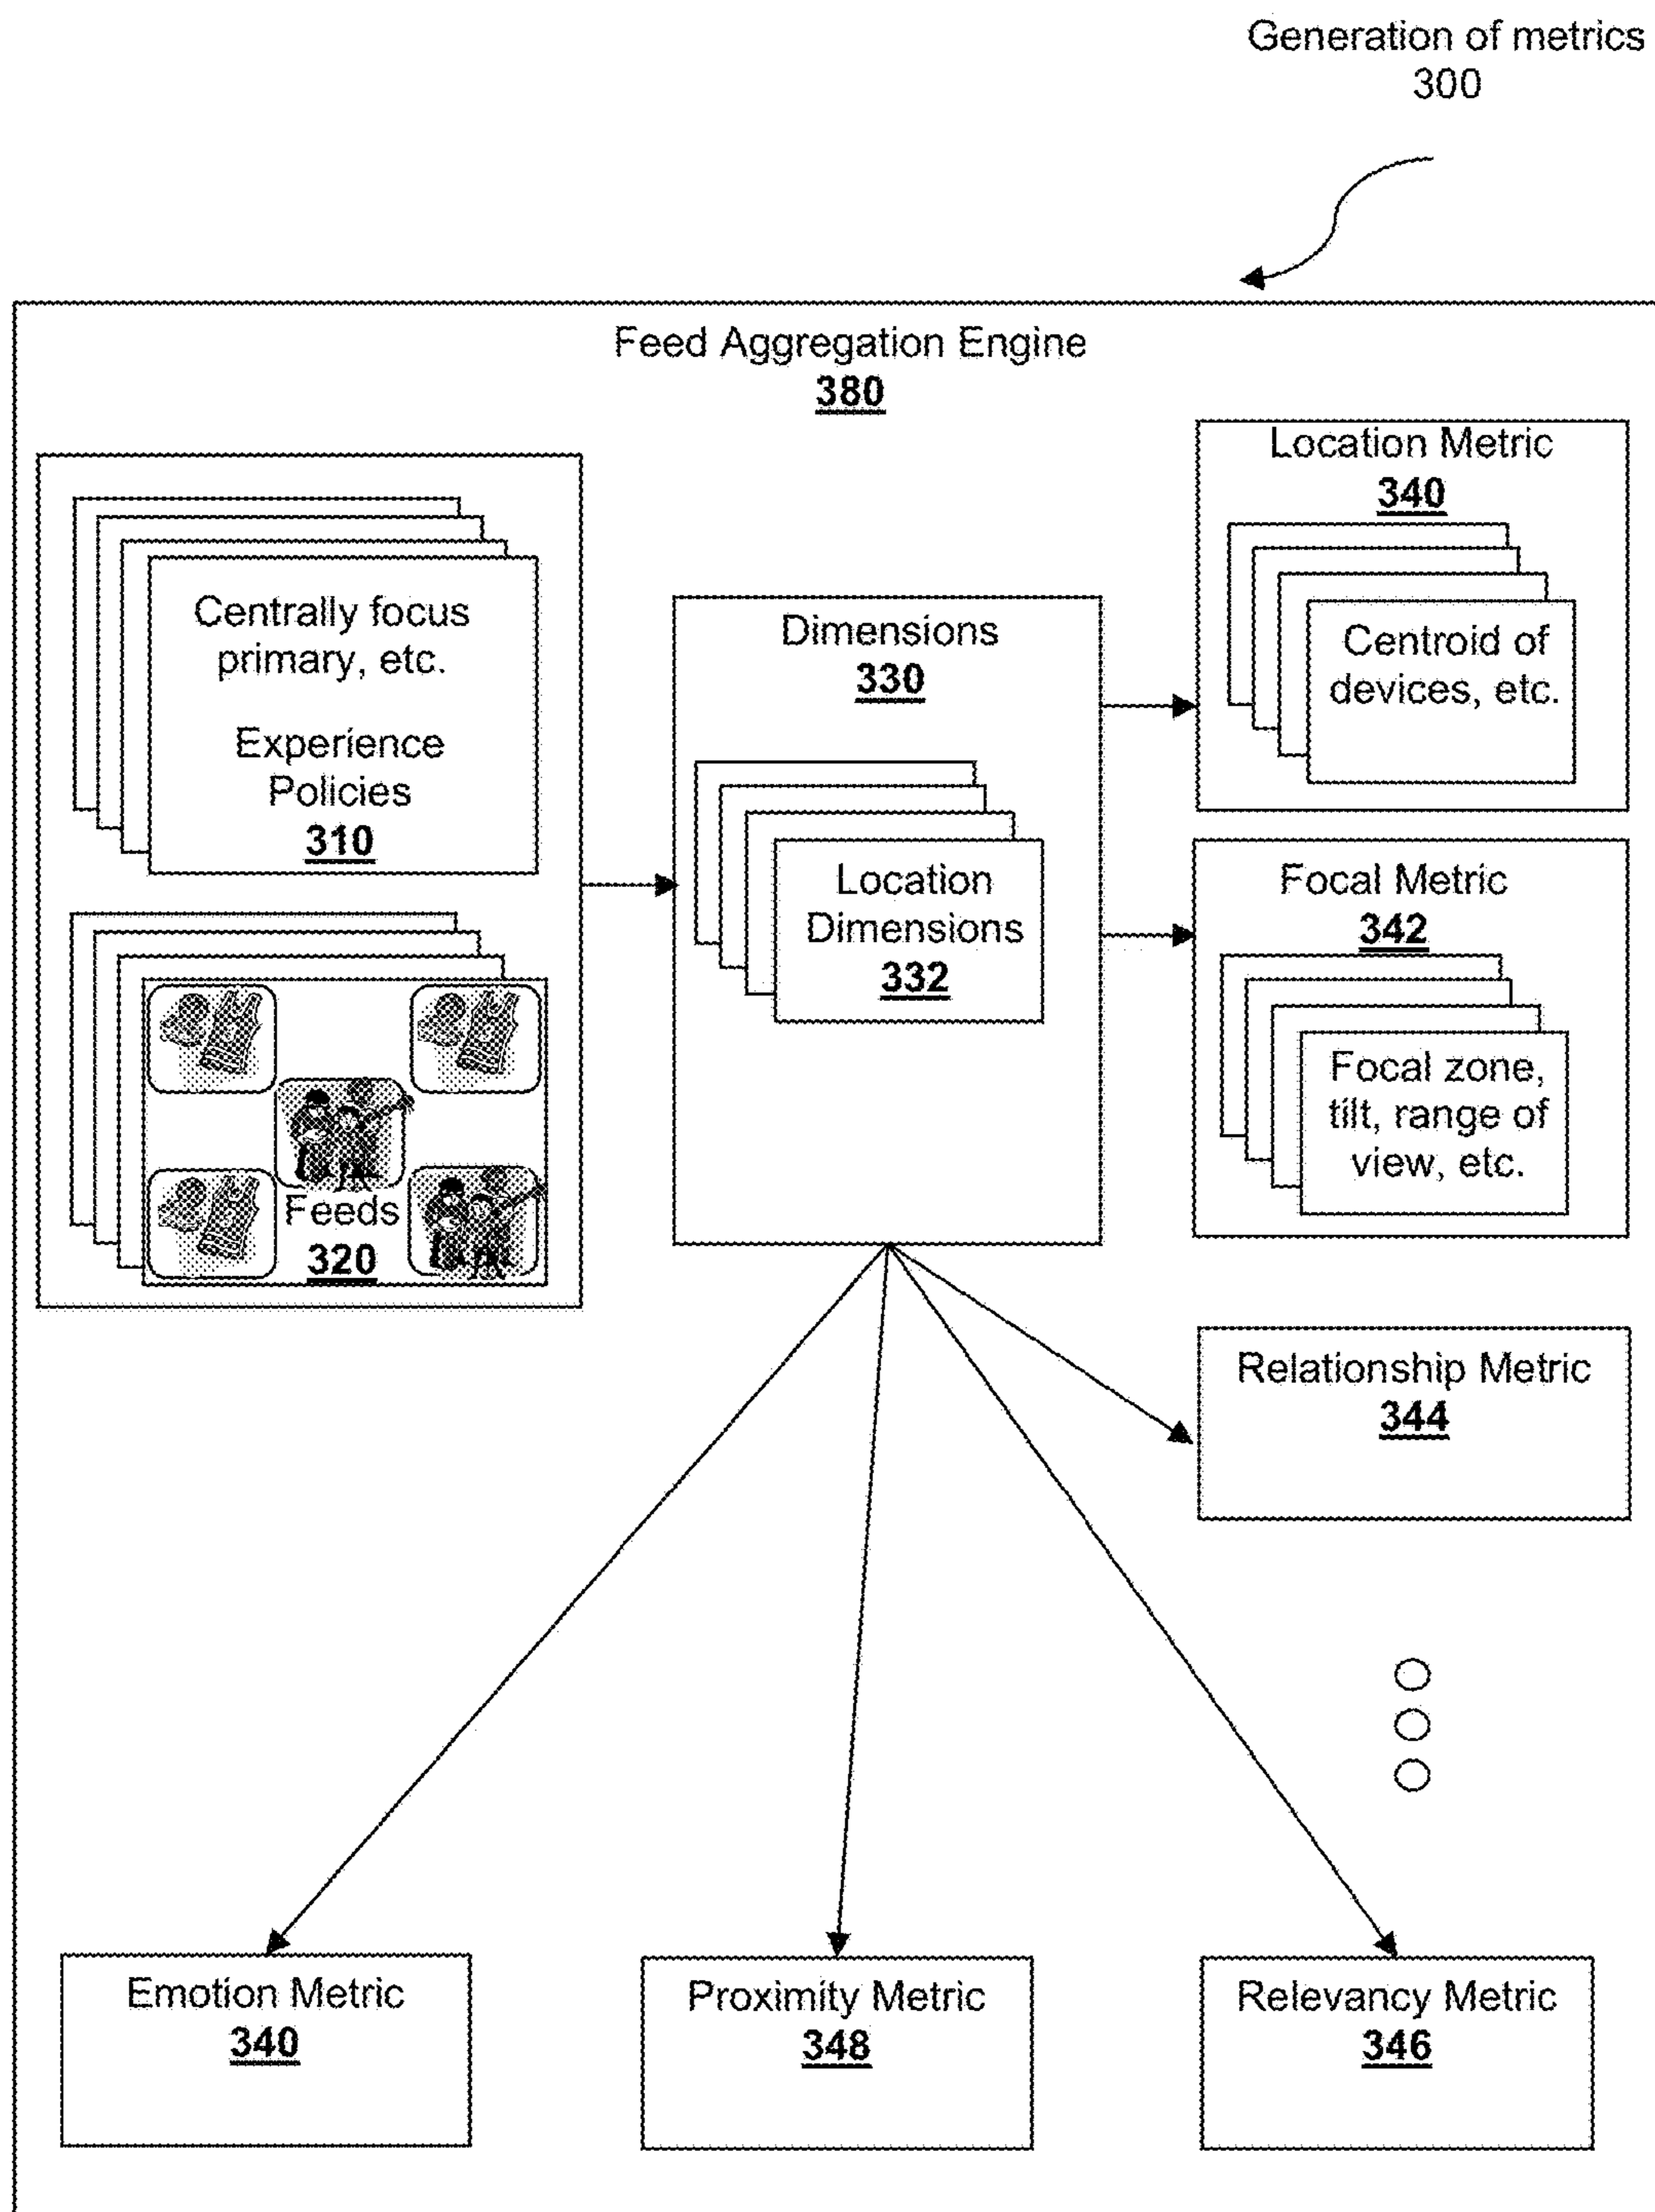 Generation of metrics
300
Feed Aggregation Engine
380
Centrally focus
primary, etc.
Experience
Policies
310
Feeds
320
Dimensions
330
Location
Dimensions
332
Location Metric
340
Centroid of
devices, etc.
Focal Metric
342
Focal zone,
tilt, range of
view, etc.
Relationship Metric
344
Emotion Metric
340
Proximity Metric
348
Relevancy Metric
346